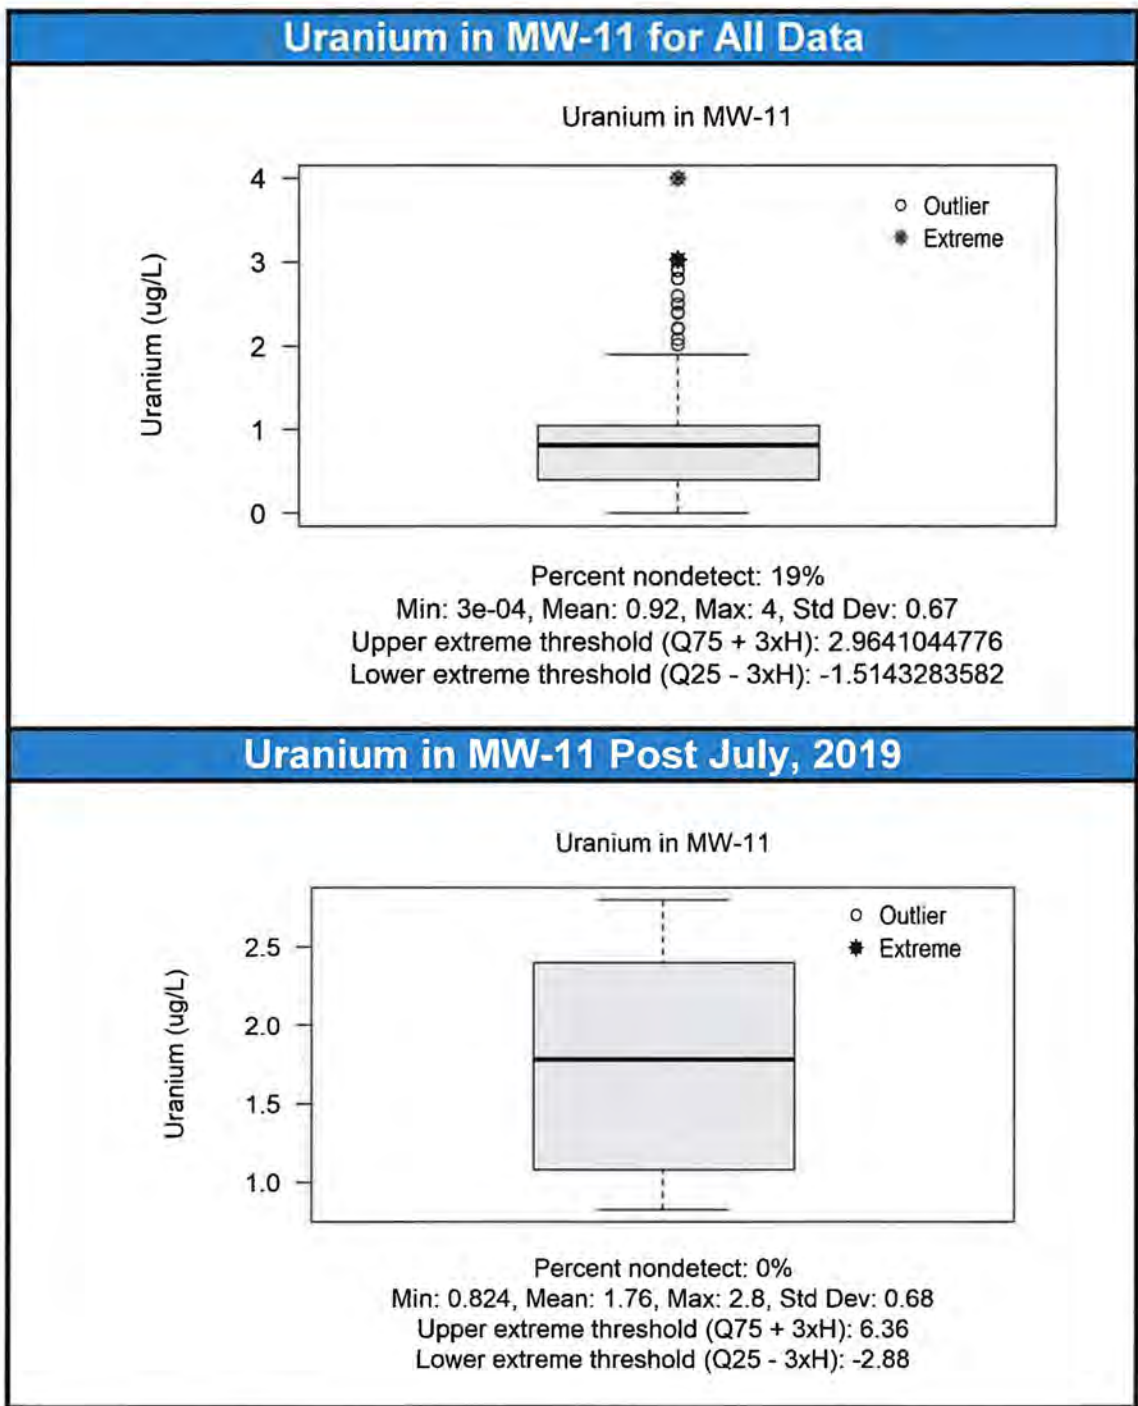 Uranium in MW-11 for All Data
Uranium in MW-11
4
3
2
1
0
Uranium (ug/L)
Outlier
Extreme
Percent nondetect: 19%
Min: 3e-04, Mean: 0.92, Max: 4, Std Dev: 0.67
Upper extreme threshold (Q75 + 3xH): 2.9641044776
Lower extreme threshold (Q25 - 3xH): -1.5143283582
Uranium in MW-11 Post July, 2019
Uranium in MW-11
2.5
2.0
1.5
1.0
Uranium (ug/L)
Outlier
Extreme
Percent nondetect: 0%
Min: 0.824, Mean: 1.76, Max: 2.8, Std Dev: 0.68
Upper extreme threshold (Q75 + 3xH): 6.36
Lower extreme threshold (Q25 - 3xH): -2.88